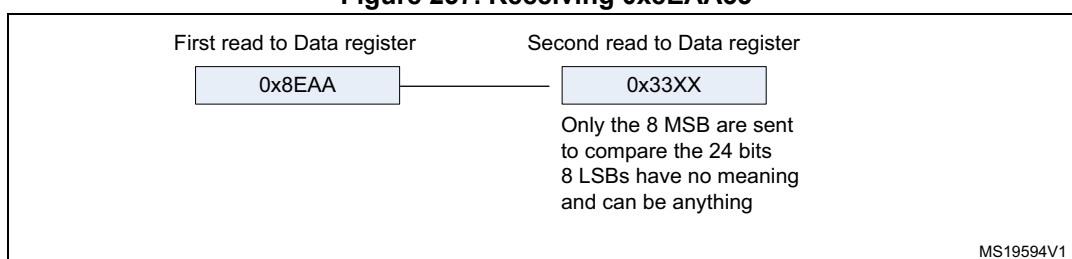 First read to Data register
Second read to Data register
0x8EAA
0x33XX
Only the 8 MSB are sent
to compare the 24 bits
8 LSBs have no meaning
and can be anything
MS19594V1